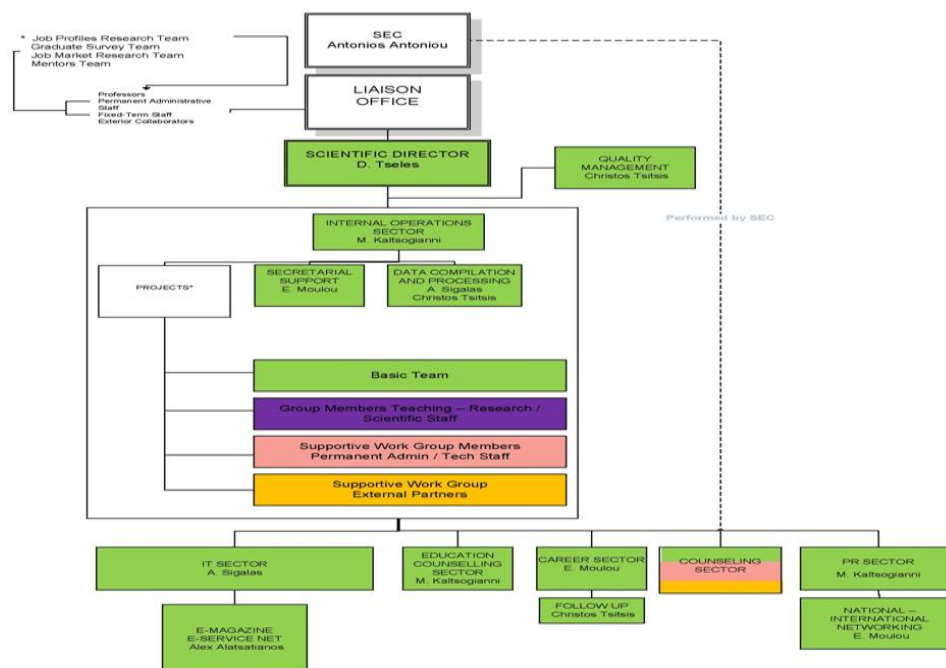 * Job Profiles Research Team
Graduate Survey Team
Job Market Research Team
Mentors Team
Professors
Permanent Administrative
Staff
Fixed-Term Staff
Exterior Collaborators
SEC
Antonios Antoniou
LIAISON
OFFICE
SCIENTIFIC DIRECTOR
D. Tseles
QUALITY
MANAGEMENT
Christos Tsitsis
Performed by SEC
INTERNAL OPERATIONS
SECTOR
M. Kaltsogianni
PROJECTS*
SECRETARIAL
SUPPORT
E. Moulou
DATA COMPILATION
AND PROCESSING
A. Sigalas
Christos Tsitsis
Basic Team
Group Members Teaching – Research /
Scientific Staff
Supportive Work Group Members
Permanent Admin / Tech Staff
Supportive Work Group
External Partners
IT SECTOR
A. Sigalas
EDUCATION
COUNSELLING
SECTOR
M. Kaltsogianni
CAREER SECTOR
E. Moulou
COUNSELING
SECTOR
PR SECTOR
M. Kaltsogianni
E-MAGAZINE
E-SERVICE NET
Alex Alatsatianos
FOLLOW UP
Christos Tsitsis
NATIONAL –
INTERNATIONAL
NETWORKING
E. Moulou